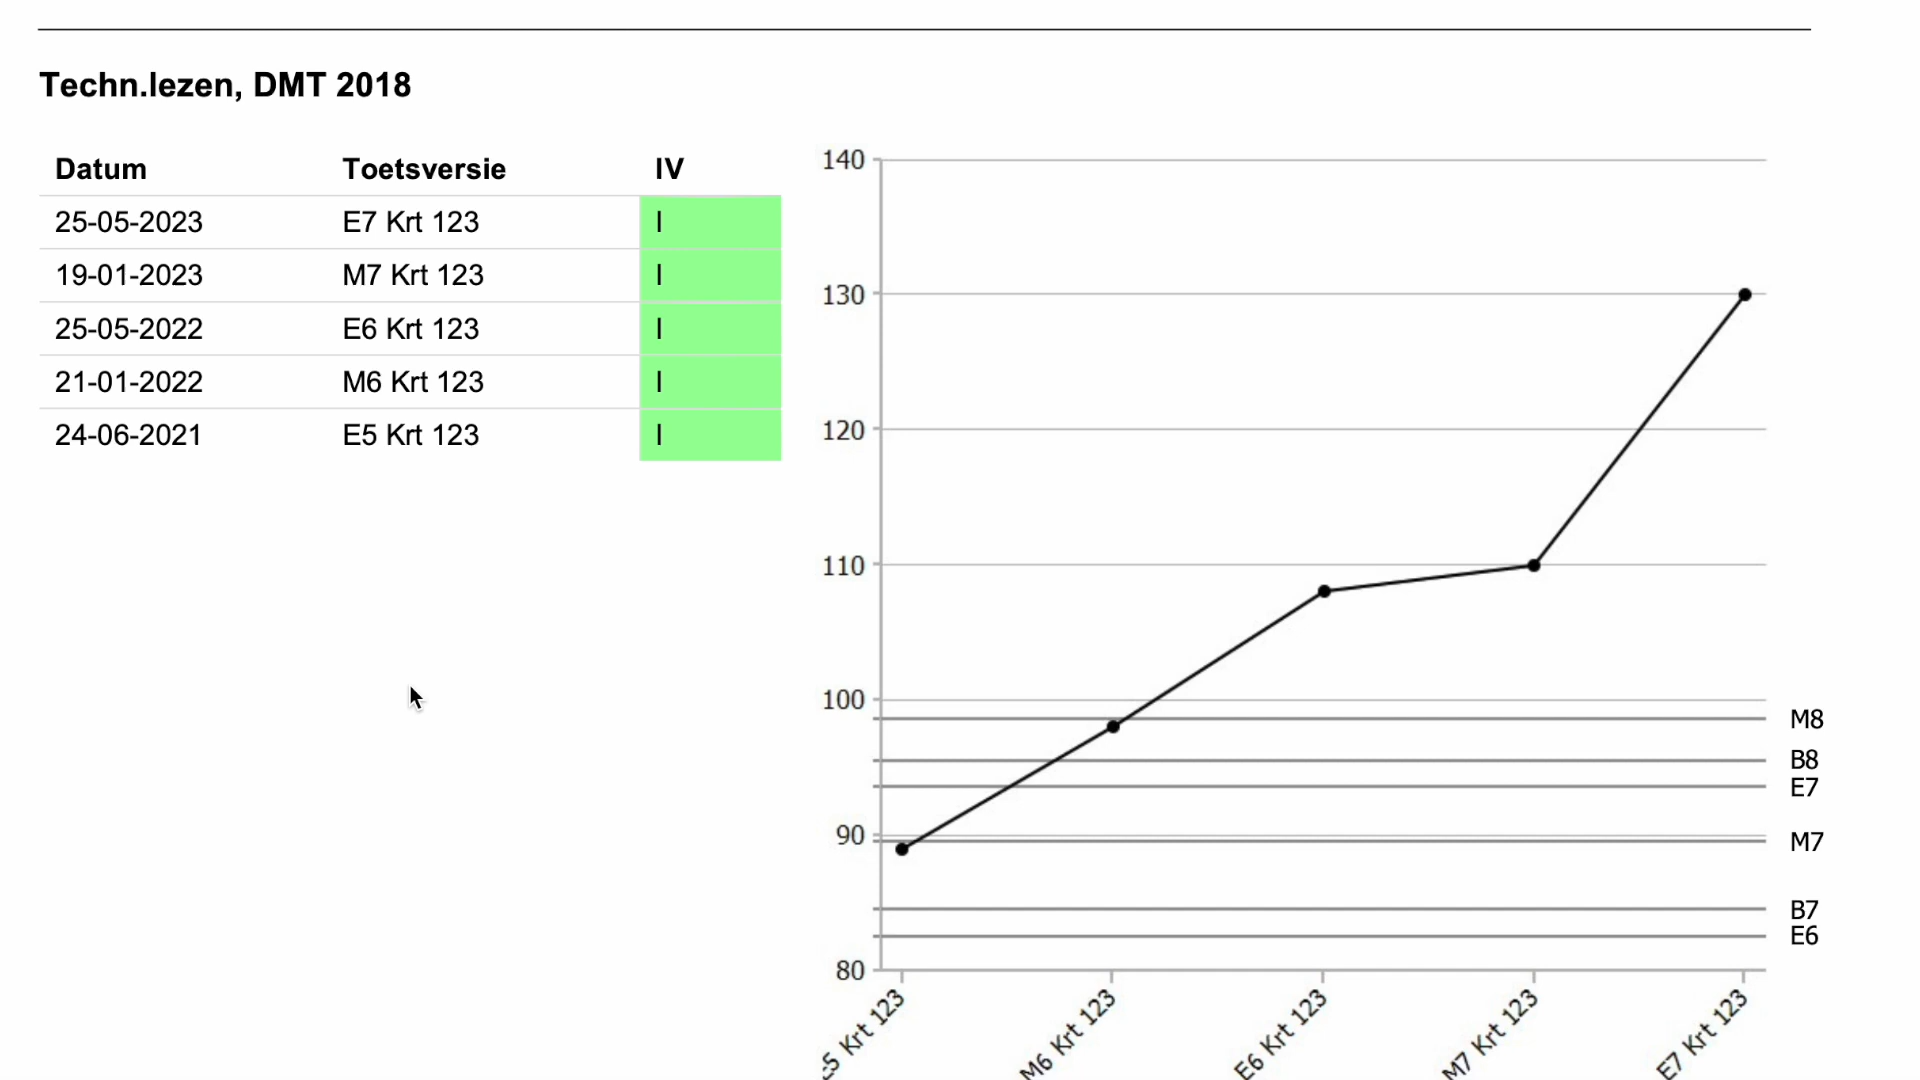 Techn.lezen, DMT 2018
Datum Toetsversie IV
25-05-2023 E7 Krt 123 I
19-01-2023 M7 Krt 123 I
25-05-2022 E6 Krt 123 I
21-01-2022 M6 Krt 123 I
24-06-2021 E5 Krt 123 I
140
130
120
110
100
90
80
M8
B8
E7
M7
B7
E6
E5 Krt 123
M6 Krt 123
E6 Krt 123
M7 Krt 123
E7 Krt 123